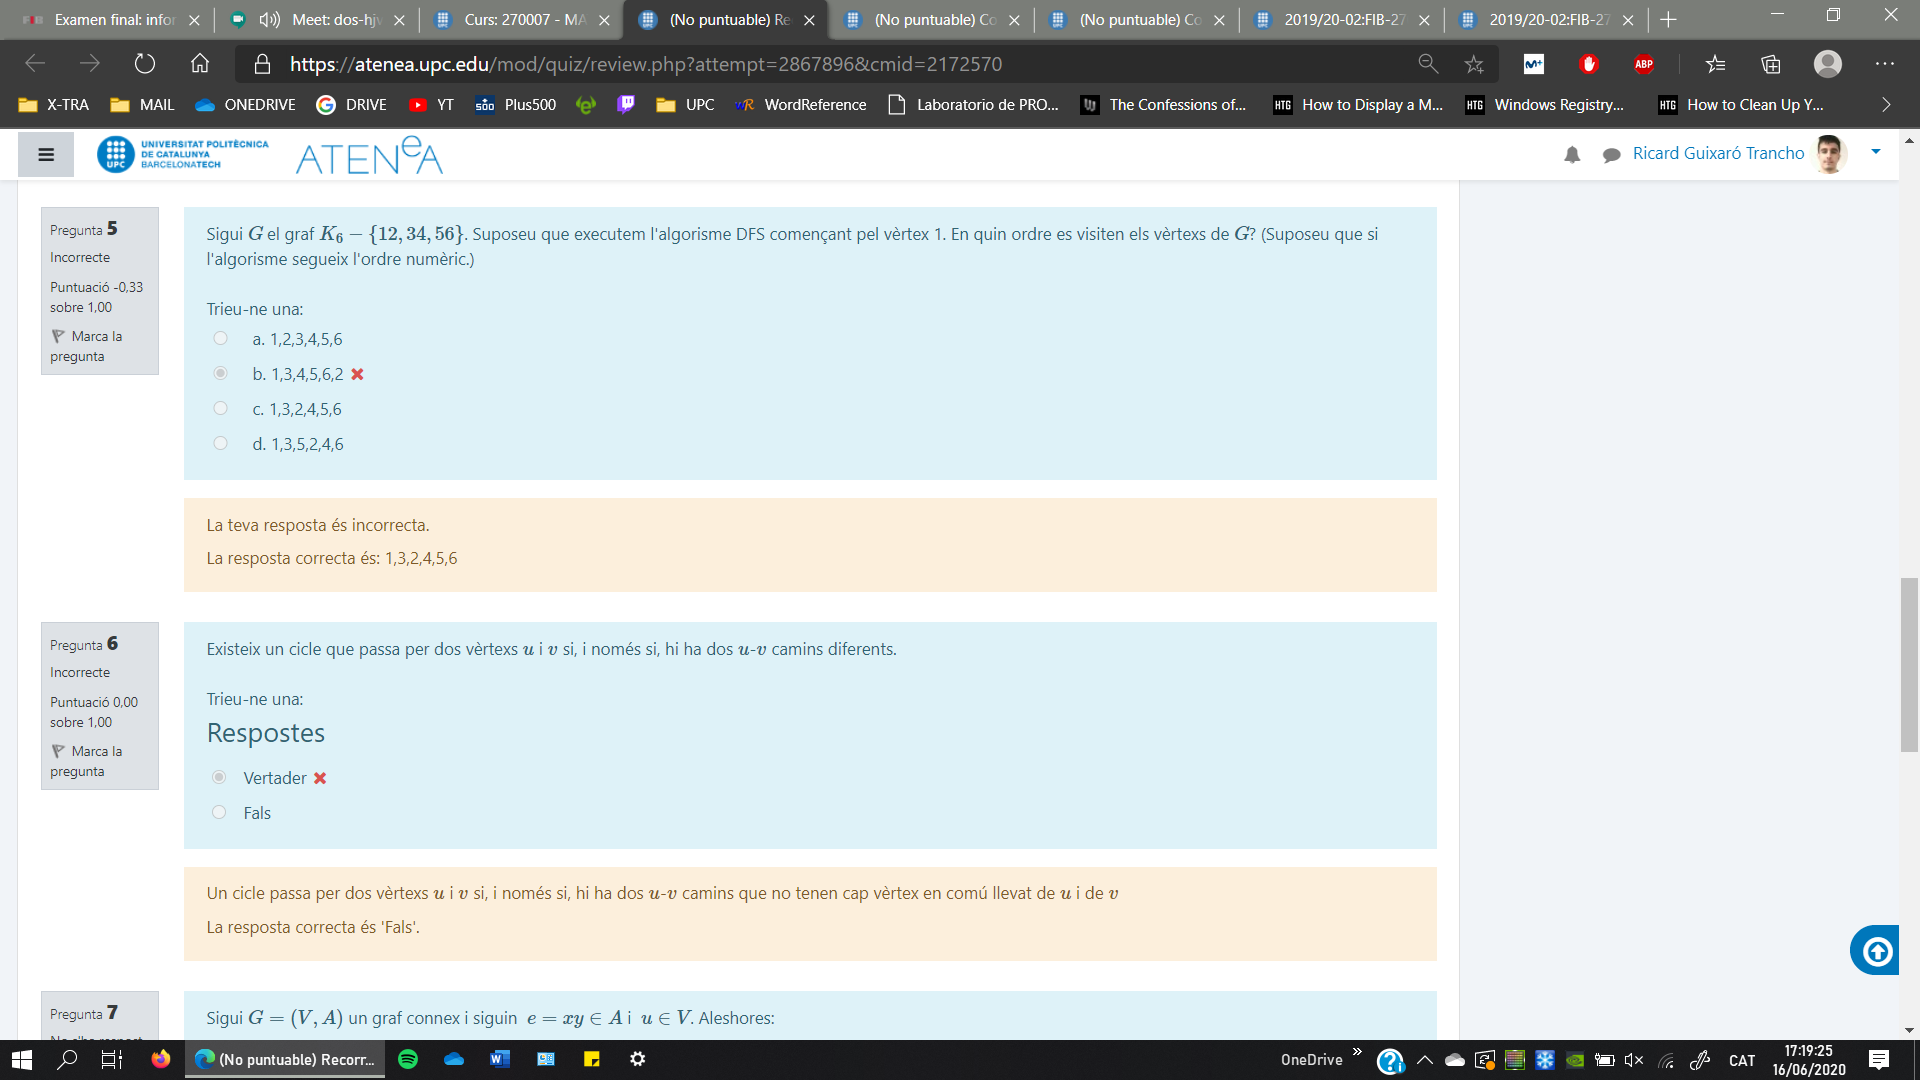 Examen final: infor
Meet: dos-hjv
Curs: 270007 - MA
(No puntuable) Re
(No puntuable) Co
(No puntuable) Co
2019/20-02:FIB-27
2019/20-02:FIB-27
https://atenea.upc.edu/mod/quiz/review.php?attempt=2867896&cmid=2172570
ABP
X-TRA
MAIL
ONEDRIVE
DRIVE
YT
Plus500
UPC
WordReference
Laboratorio de PRO...
The Confessions of...
HTG How to Display a M...
HTG Windows Registry...
HTG How to Clean Up Y...
UPC
UNIVERSITAT POLITÈCNICA
DE CATALUNYA
BARCELONATECH
ATENeA
Ricard Guixaró Trancho
Pregunta 5
Incorrecte
Puntuació -0,33
sobre 1,00
Marca la
pregunta
Sigui G el graf K₆ − {12, 34, 56}. Suposeu que executem l'algorisme DFS començant pel vèrtex 1. En quin ordre es visiten els vèrtexs de G? (Suposeu que si
l'algorisme segueix l'ordre numèric.)
Trieu-ne una:
a. 1,2,3,4,5,6
b. 1,3,4,5,6,2
c. 1,3,2,4,5,6
d. 1,3,5,2,4,6
La teva resposta és incorrecta.
La resposta correcta és: 1,3,2,4,5,6
Pregunta 6
Incorrecte
Puntuació 0,00
sobre 1,00
Marca la
pregunta
Existeix un cicle que passa per dos vèrtexs u i v si, i només si, hi ha dos u-v camins diferents.
Trieu-ne una:
Respostes
Vertader
Fals
Un cicle passa per dos vèrtexs u i v si, i només si, hi ha dos u-v camins que no tenen cap vèrtex en comú llevat de u i de v
La resposta correcta és 'Fals'.
Pregunta 7
Sigui G = (V, A) un graf connex i siguin e = xy ∈ A i u ∈ V. Aleshores:
(No puntuable) Recorr...
OneDrive
CAT
17:19:25
16/06/2020